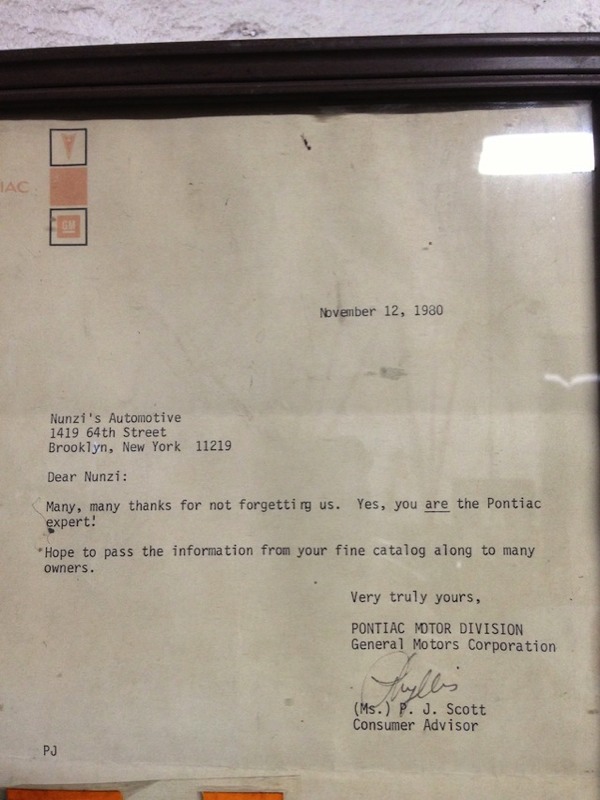 IAC
GM
November 12, 1980
Nunzi's Automotive
1419 64th Street
Brooklyn, New York 11219
Dear Nunzi:
Many, many thanks for not forgetting us. Yes, you are the Pontiac
expert!
Hope to pass the information from your fine catalog along to many
owners.
Very truly yours,
PONTIAC MOTOR DIVISION
General Motors Corporation
Phyllis
(Ms.) P. J. Scott
Consumer Advisor
PJ